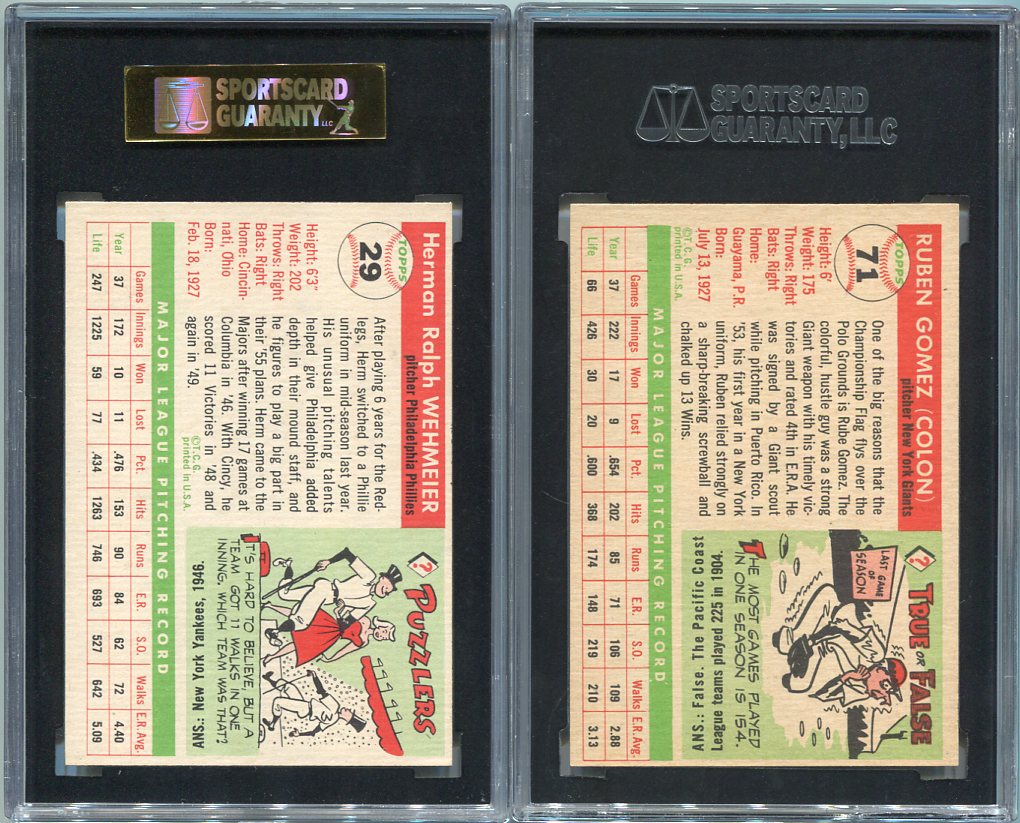 SPORTSCARD
GUARANTY LLC
29
TOPPS
Herman Ralph WEHMEIER
pitcher Philadelphia Phillies
Height: 6'3"
Weight: 202
Throws: Right
Bats: Right
Home: Cincin-
nati, Ohio
Born:
Feb. 18, 1927
After playing 6 years for the Red-
legs, Herm switched to a Phillie
uniform in mid-season last year.
His unusual pitching talents
helped give Philadelphia added
depth in their mound staff, and
he figures to play a big part in
their '55 plans. Herm came to the
Majors after winning 17 games at
Columbia in '46. With Cincy, he
scored 11 Victories in '48 and
again in '49.
©T.C.G.
printed in U.S.A.
?
PUZZLERS
IT'S HARD TO BELIEVE, BUT A
TEAM GOT 11 WALKS IN ONE
INNING, WHICH TEAM WAS THAT?
ANS.: New York Yankees, 1946.
MAJOR LEAGUE PITCHING RECORD
Games Innings Won Lost Pct. Hits Runs E.R. S.O. Walks E.R.Avg.
Year 37 172 10 11 .476 153 90 84 62 72 4.40
Life 247 1225 59 77 .434 1263 746 693 527 642 5.09
SPORTSCARD
GUARANTY, LLC
71
TOPPS
RUBEN GOMEZ (COLON)
pitcher New York Giants
Height: 6'
Weight: 175
Throws: Right
Bats: Right
Home:
Guayama, P.R.
Born:
July 13, 1927
©T.C.G.
printed in U.S.A.
One of the big reasons that the
Championship Flag flys over the
Polo Grounds is Rube Gomez. The
colorful, hustle guy was a strong
Giant weapon with his timely vic-
tories and rated 4th in E.R.A. He
was signed by a Giant scout
while pitching in Puerto Rico. In
'53, his first year in a New York
uniform, Ruben relied strongly on
a sharp-breaking screwball and
chalked up 13 Wins.
?
TRUE OR FALSE
LAST GAME
OF
SEASON
THE MOST GAMES PLAYED
IN ONE SEASON IS 154.
ANS.: False. The Pacific Coast
League teams played 225 in 1904.
MAJOR LEAGUE PITCHING RECORD
Games Innings Won Lost Pct. Hits Runs E.R. S.O. Walks E.R.Avg.
Year 37 222 17 9 .654 202 85 71 106 109 2.88
Life 66 426 30 20 .600 368 174 148 219 210 3.13